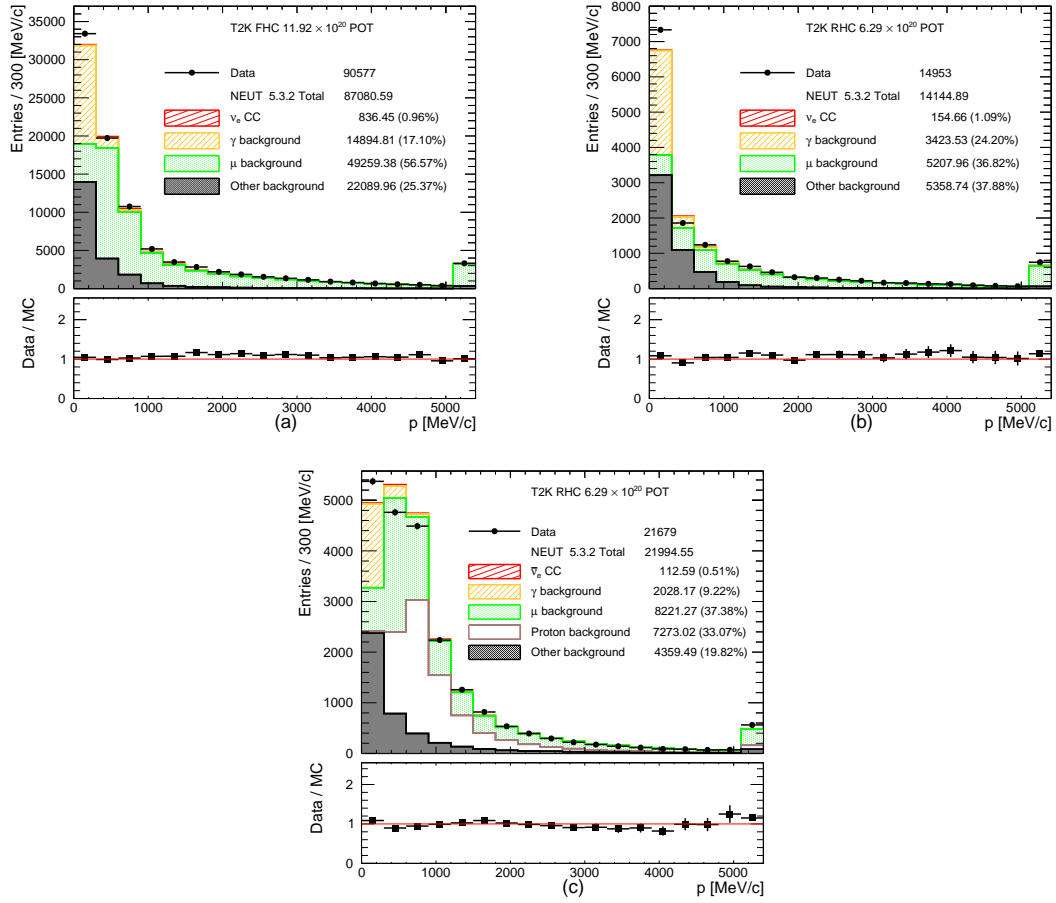 T2K FHC 11.92 × 10²⁰ POT
Entries / 300 [MeV/c]
35000
30000
25000
20000
15000
10000
5000
0
Data 90577
NEUT 5.3.2 Total 87080.59
νₑ CC 836.45 (0.96%)
γ background 14894.81 (17.10%)
μ background 49259.38 (56.57%)
Other background 22089.96 (25.37%)
Data / MC
2
1
0
0 1000 2000 3000 4000 5000
p [MeV/c]
(a)
T2K RHC 6.29 × 10²⁰ POT
Entries / 300 [MeV/c]
8000
7000
6000
5000
4000
3000
2000
1000
0
Data 14953
NEUT 5.3.2 Total 14144.89
νₑ CC 154.66 (1.09%)
γ background 3423.53 (24.20%)
μ background 5207.96 (36.82%)
Other background 5358.74 (37.88%)
Data / MC
2
1
0
0 1000 2000 3000 4000 5000
p [MeV/c]
(b)
T2K RHC 6.29 × 10²⁰ POT
Entries / 300 [MeV/c]
5000
4000
3000
2000
1000
0
Data 21679
NEUT 5.3.2 Total 21994.55
ν̅ₑ CC 112.59 (0.51%)
γ background 2028.17 (9.22%)
μ background 8221.27 (37.38%)
Proton background 7273.02 (33.07%)
Other background 4359.49 (19.82%)
Data / MC
2
1
0
0 1000 2000 3000 4000 5000
p [MeV/c]
(c)